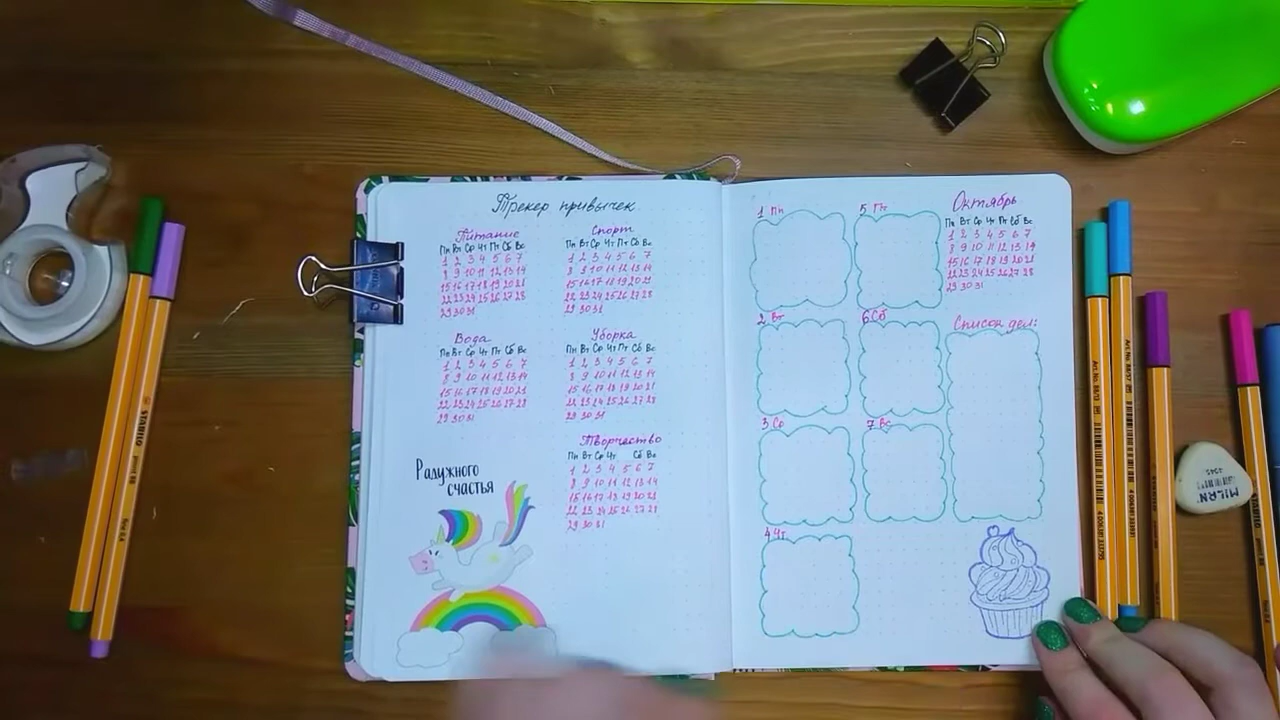 Трекер привычек
Питание
Пн Вт Ср Чт Пт Сб Вс
1 2 3 4 5 6 7
8 9 10 11 12 13 14
15 16 17 18 19 20 21
22 23 24 25 26 27 28
29 30 31
Спорт
Пн Вт Ср Чт Пт Сб Вс
1 2 3 4 5 6 7
8 9 10 11 12 13 14
15 16 17 18 19 20 21
22 23 24 25 26 27 28
29 30 31
Вода
Пн Вт Ср Чт Пт Сб Вс
1 2 3 4 5 6 7
8 9 10 11 12 13 14
15 16 17 18 19 20 21
22 23 24 25 26 27 28
29 30 31
Уборка
Пн Вт Ср Чт Пт Сб Вс
1 2 3 4 5 6 7
8 9 10 11 12 13 14
15 16 17 18 19 20 21
22 23 24 25 26 27 28
29 30 31
Творчество
Пн Вт Ср Чт Сб Вс
1 2 3 4 5 6 7
8 9 10 11 12 13 14
15 16 17 18 19 20 21
22 23 24 25 26 27 28
29 30 31
Радужного
счастья
1 Пн
5 Пт
2 Вт
6 Сб
3 Ср
7 Вс
4 Чт
Октябрь
Пн Вт Ср Чт Пт Сб Вс
1 2 3 4 5 6 7
8 9 10 11 12 13 14
15 16 17 18 19 20 21
22 23 24 25 26 27 28
29 30 31
Список дел:
STABILO
MILAN